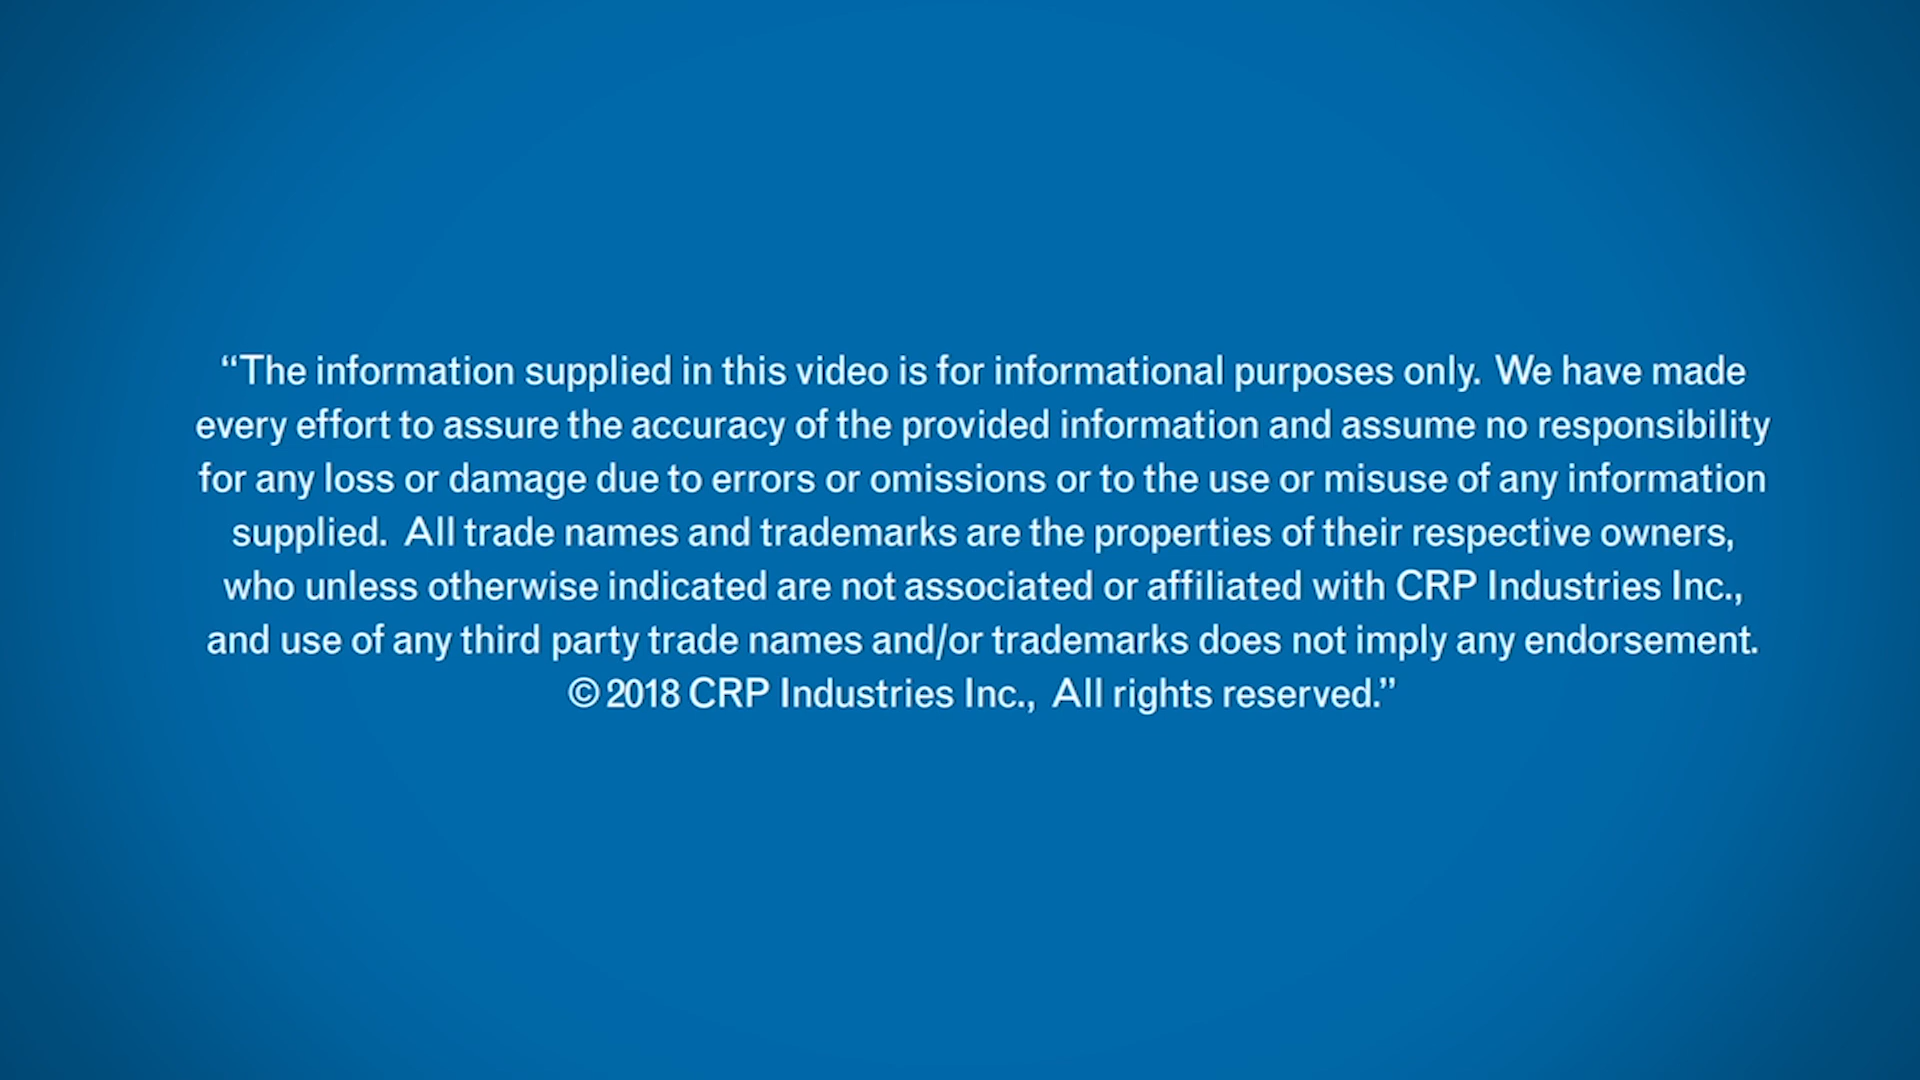 “The information supplied in this video is for informational purposes only. We have made
every effort to assure the accuracy of the provided information and assume no responsibility
for any loss or damage due to errors or omissions or to the use or misuse of any information
supplied. All trade names and trademarks are the properties of their respective owners,
who unless otherwise indicated are not associated or affiliated with CRP Industries Inc.,
and use of any third party trade names and/or trademarks does not imply any endorsement.
© 2018 CRP Industries Inc., All rights reserved.”